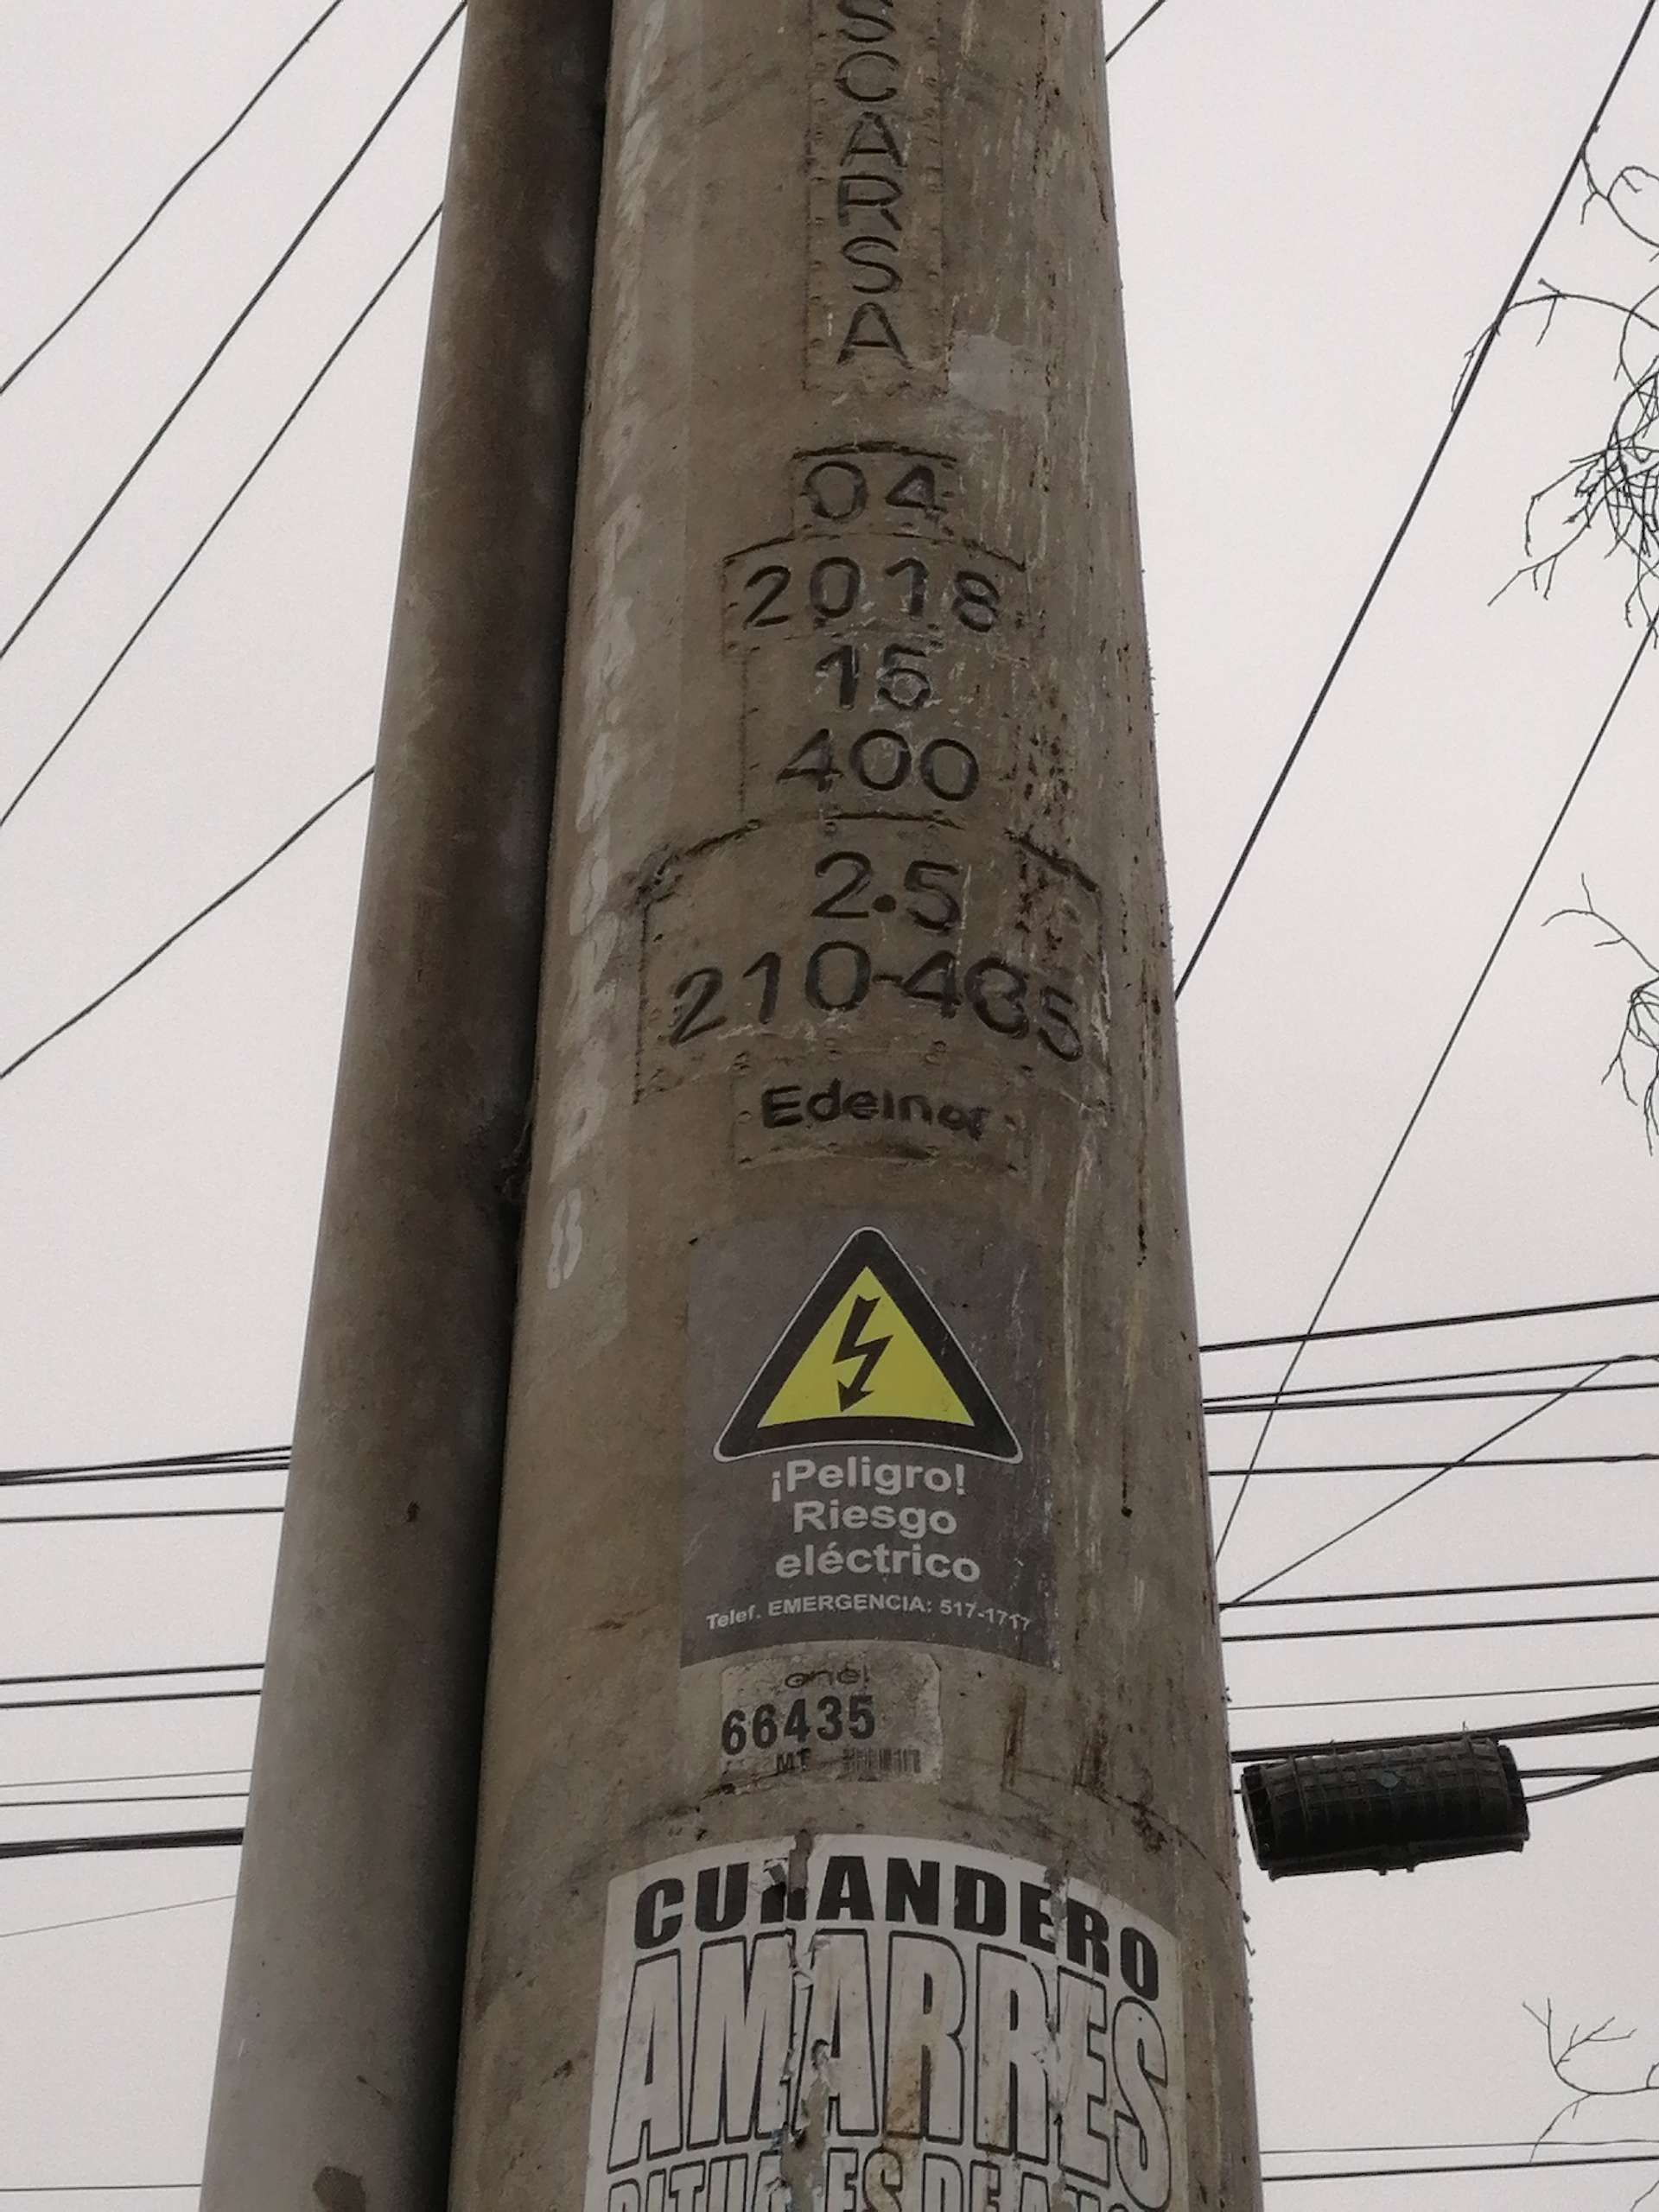 SCARSA
04
2018
15
400
2.5
210-435
Edelnor
¡Peligro!
Riesgo
eléctrico
Telef. EMERGENCIA: 517-1717
enel
66435
MT
CURANDERO
AMARRES